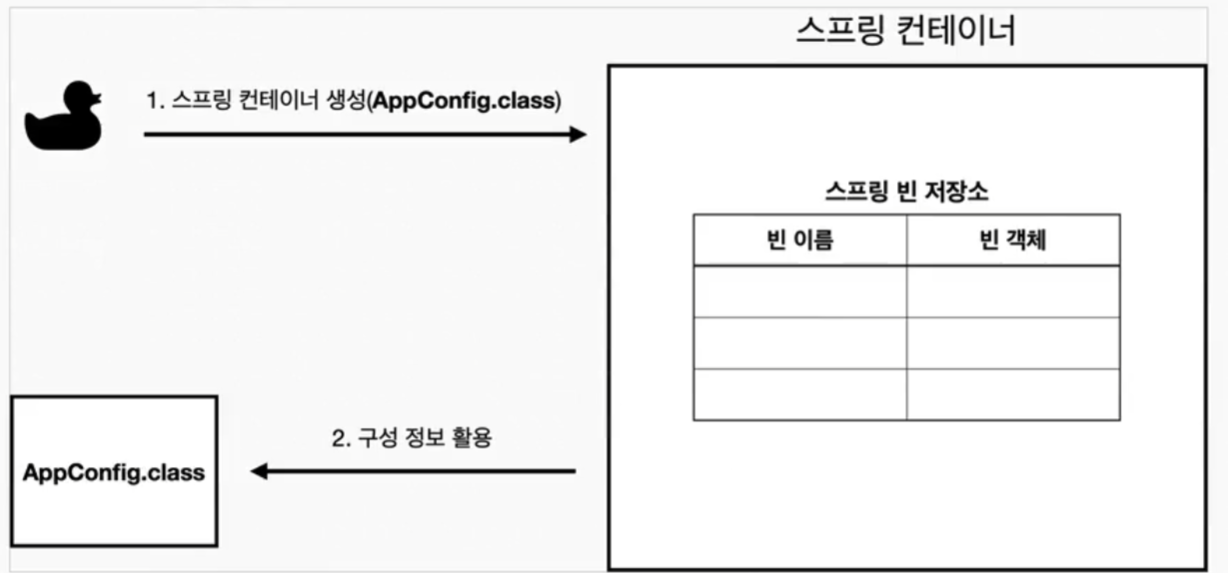 스프링 컨테이너
1. 스프링 컨테이너 생성(AppConfig.class)
스프링 빈 저장소
빈 이름 빈 객체
2. 구성 정보 활용
AppConfig.class